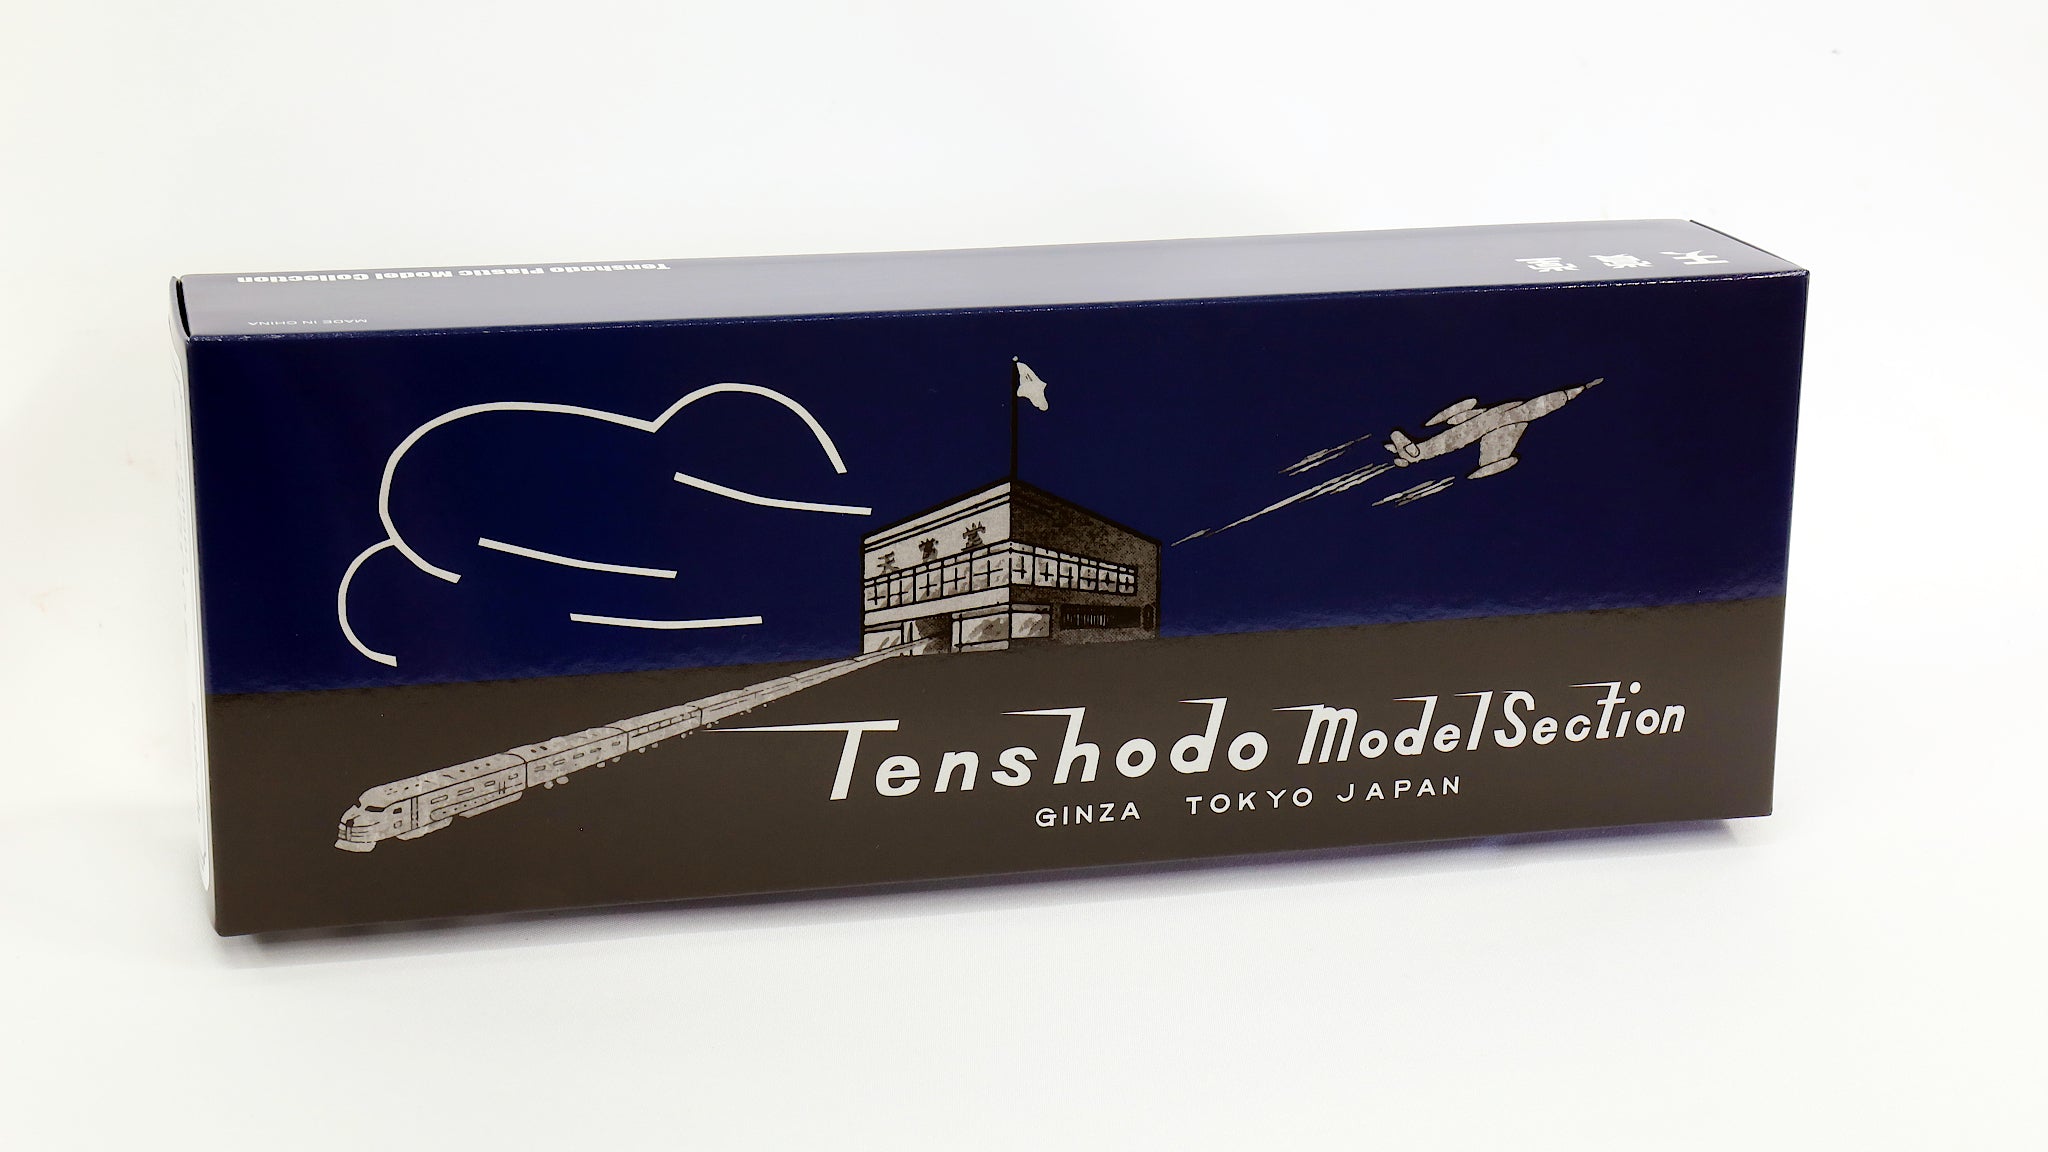 Tenshodo Plastic Model Collection
MADE IN CHINA
天賞堂
天賞堂
Tenshodo Model Section
GINZA TOKYO JAPAN